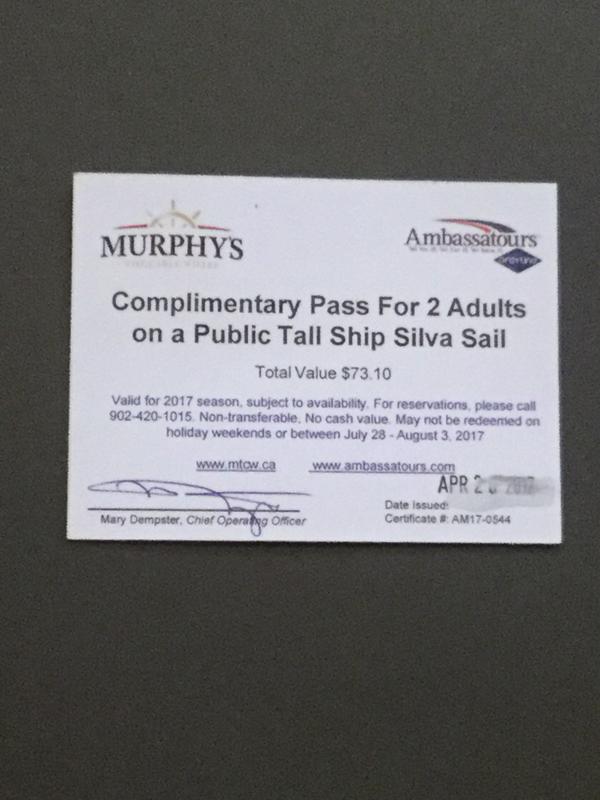 MURPHY'S
Ambassatours
Complimentary Pass For 2 Adults
on a Public Tall Ship Silva Sail
Total Value $73.10
Valid for 2017 season, subject to availability. For reservations, please call
902-420-1015. Non-transferable. No cash value. May not be redeemed on
holiday weekends or between July 28 - August 3, 2017
www.mtcw.ca www.ambassatours.com
APR 2
Date Issued:
Mary Dempster, Chief Operating Officer
Certificate #: AM17-0544